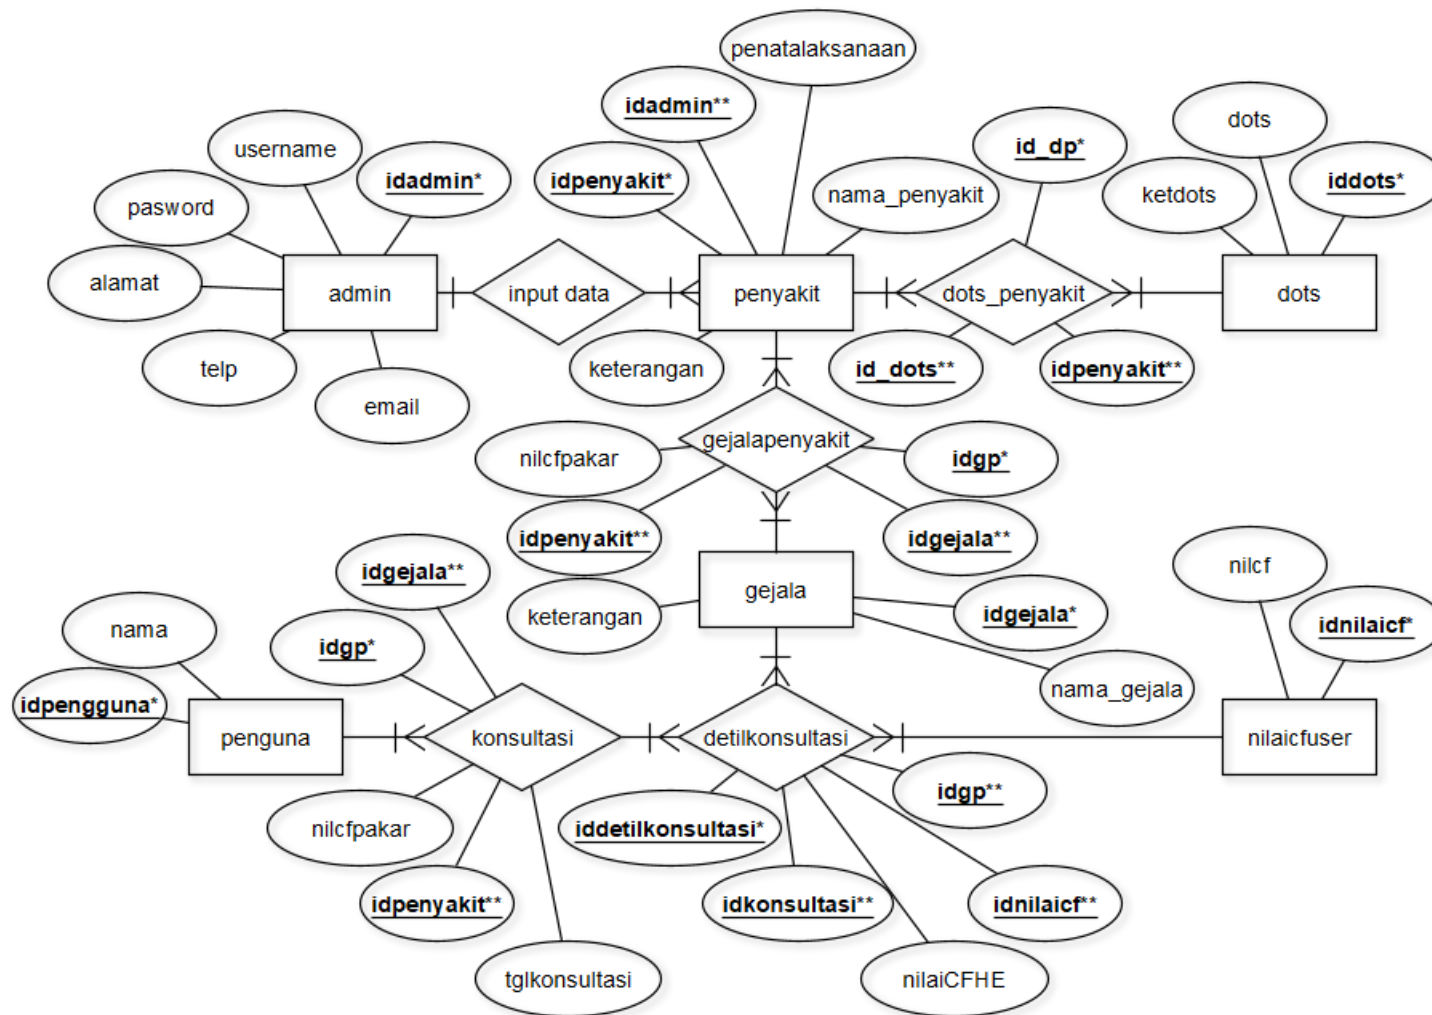 penatalaksanaan
idadmin**
dots
username
id_dp*
idadmin*
idpenyakit*
iddots*
nama_penyakit
ketdots
pasword
alamat
admin
input data
penyakit
dots_penyakit
dots
telp
keterangan
id_dots**
idpenyakit**
email
gejalapenyakit
nilcfpakar
idgp*
idpenyakit**
idgejala**
nilcf
idgejala**
gejala
keterangan
idgejala*
idnilaicf*
nama
idgp*
nama_gejala
idpengguna*
penguna
konsultasi
detilkonsultasi
nilaicfuser
idgp**
nilcfpakar
iddetilkonsultasi*
idpenyakit**
idkonsultasi**
idnilaicf**
tglkonsultasi
nilaiCFHE